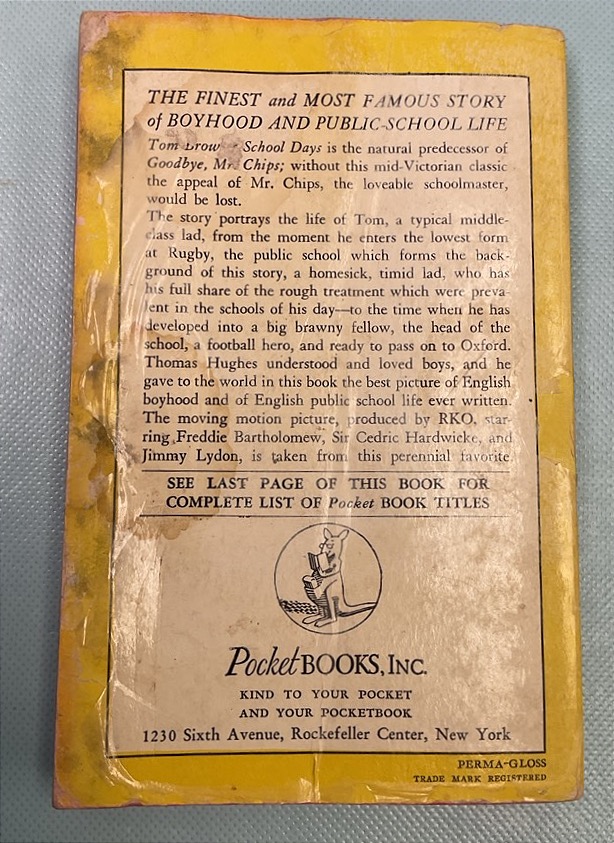 THE FINEST and MOST FAMOUS STORY
of BOYHOOD AND PUBLIC-SCHOOL LIFE
Tom School Days is the natural predecessor of
Goodbye, Mr. Chips; without this mid-Victorian classic
the appeal of Mr. Chips, the loveable schoolmaster,
would be lost.
The story portrays the life of Tom, a typical middle-
class lad, from the moment he enters the lowest form
at Rugby, the public school which forms the back-
ground of this story, a homesick, timid lad, who has
his full share of the rough treatment which were preva-
lent in the schools of his day—to the time when he has
developed into a big brawny fellow, the head of the
school, a football hero, and ready to pass on to Oxford.
Thomas Hughes understood and loved boys, and he
gave to the world in this book the best picture of English
boyhood and of English public school life ever written.
The moving motion picture, produced by RKO, star-
ring Freddie Bartholomew, Sir Cedric Hardwicke, and
Jimmy Lydon, is taken from this perennial favorite.
SEE LAST PAGE OF THIS BOOK FOR
COMPLETE LIST OF Pocket BOOK TITLES
Pocket BOOKS, INC.
KIND TO YOUR POCKET
AND YOUR POCKETBOOK
1230 Sixth Avenue, Rockefeller Center, New York
PERMA-GLOSS
TRADE MARK REGISTERED